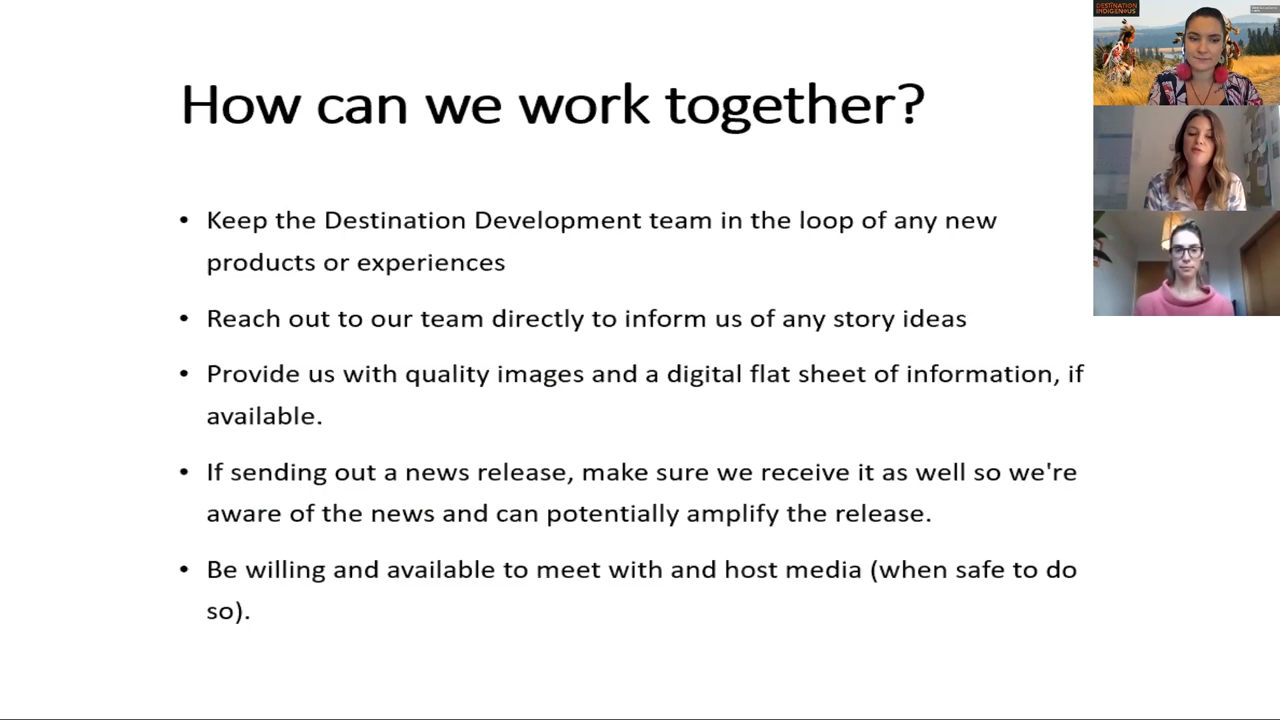 DESTINATION
INDIGENOUS
How can we work together?
• Keep the Destination Development team in the loop of any new
products or experiences
• Reach out to our team directly to inform us of any story ideas
• Provide us with quality images and a digital flat sheet of information, if
available.
• If sending out a news release, make sure we receive it as well so we're
aware of the news and can potentially amplify the release.
• Be willing and available to meet with and host media (when safe to do
so).